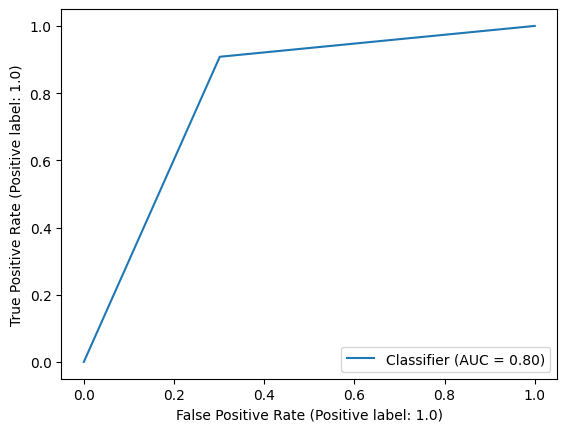 1.0
0.8
0.6
0.4
0.2
0.0
True Positive Rate (Positive label: 1.0)
Classifier (AUC = 0.80)
0.0 0.2 0.4 0.6 0.8 1.0
False Positive Rate (Positive label: 1.0)